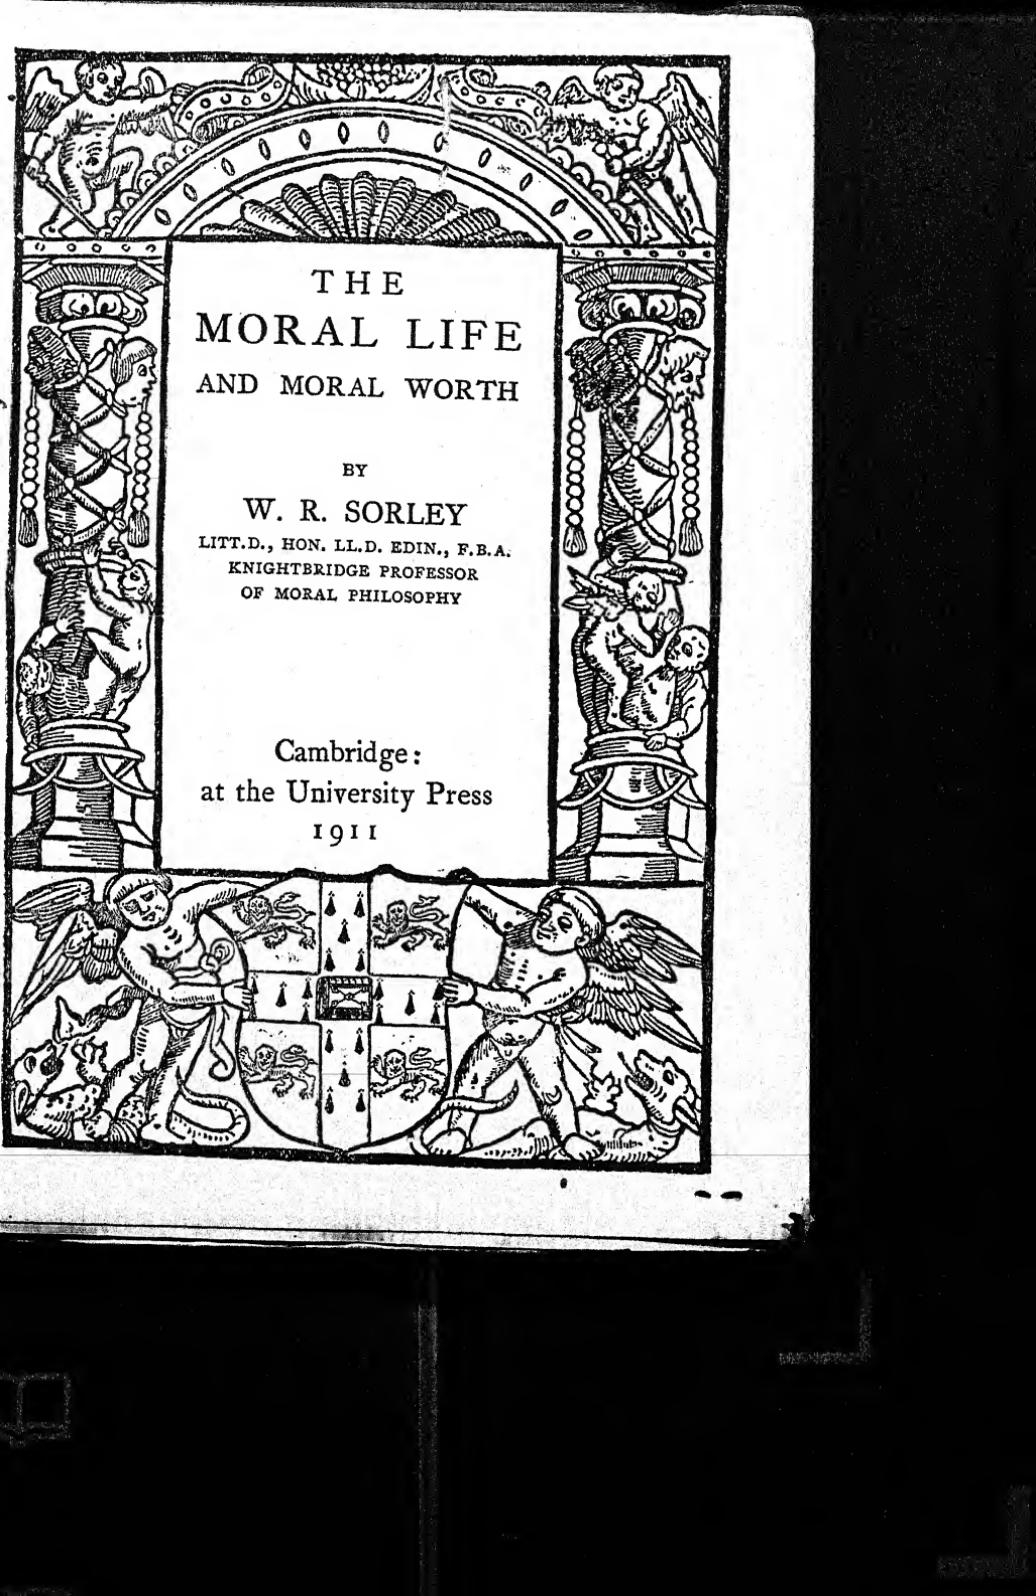 THE
MORAL LIFE
AND MORAL WORTH
BY
W. R. SORLEY
LITT.D., HON. LL.D. EDIN., F.B.A.
KNIGHTBRIDGE PROFESSOR
OF MORAL PHILOSOPHY
Cambridge:
at the University Press
1911